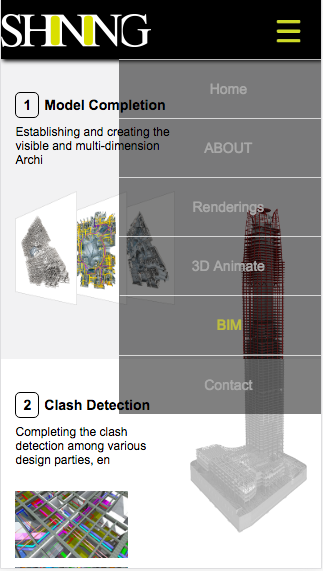 SHINING
Home
1 Model Completion
Establishing and creating the
visible and multi-dimension
Archi
ABOUT
Renderings
3D Animate
BIM
Contact
2 Clash Detection
Completing the clash
detection among various
design parties, en